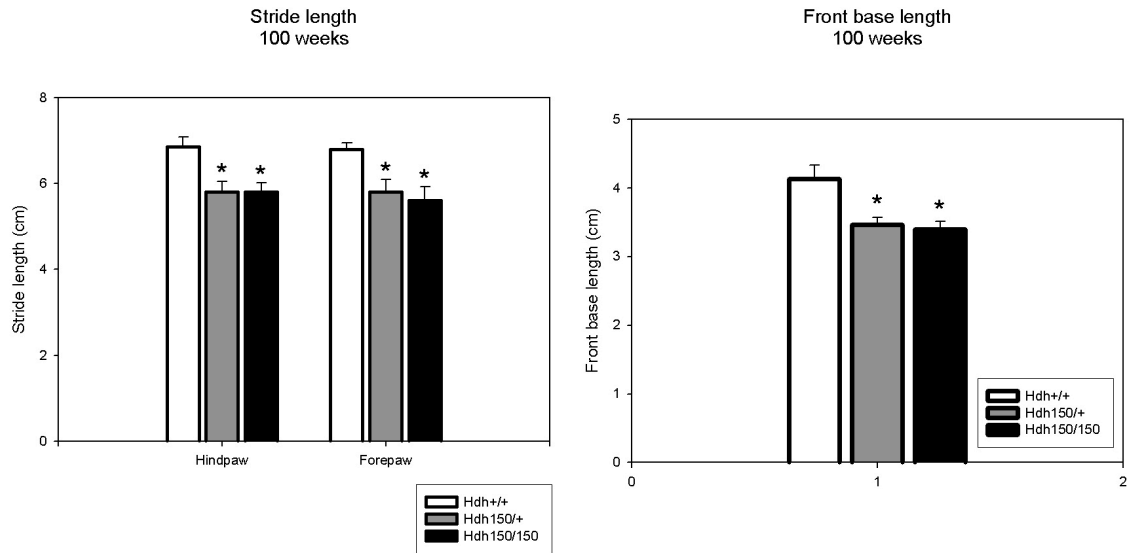 Stride length
100 weeks
8
6
4
2
0
Stride length (cm)
* *
* *
Hindpaw Forepaw
Hdh+/+
Hdh150/+
Hdh150/150
Front base length
100 weeks
5
4
3
2
1
0
Front base length (cm)
* *
0 1 2
Hdh+/+
Hdh150/+
Hdh150/150